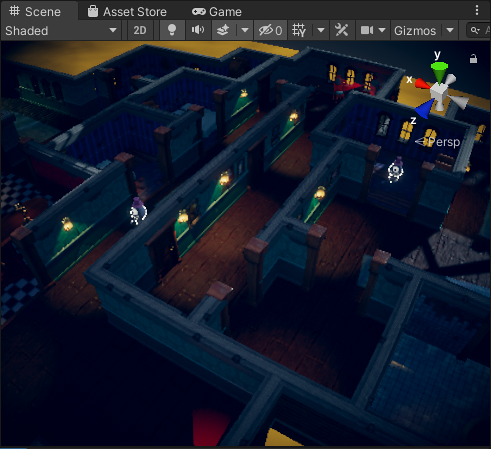 Scene Asset Store Game
Shaded 2D 0 Gizmos A
y
x
z
Persp